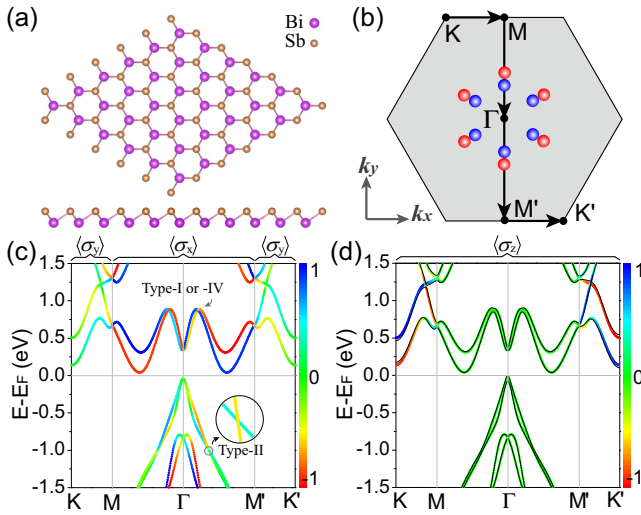 (a)
Bi
Sb
(b)
K
M
Γ
ky
kx
M'
K'
(c)
⟨σy⟩
⟨σx⟩
⟨σy⟩
E-EF (eV)
1.5
1.0
0.5
0.0
-0.5
-1.0
-1.5
Type-I or -IV
Type-II
K
M
Γ
M'
K'
1
0
-1
(d)
⟨σz⟩
E-EF (eV)
1.5
1.0
0.5
0.0
-0.5
-1.0
-1.5
K
M
Γ
M'
K'
1
0
-1